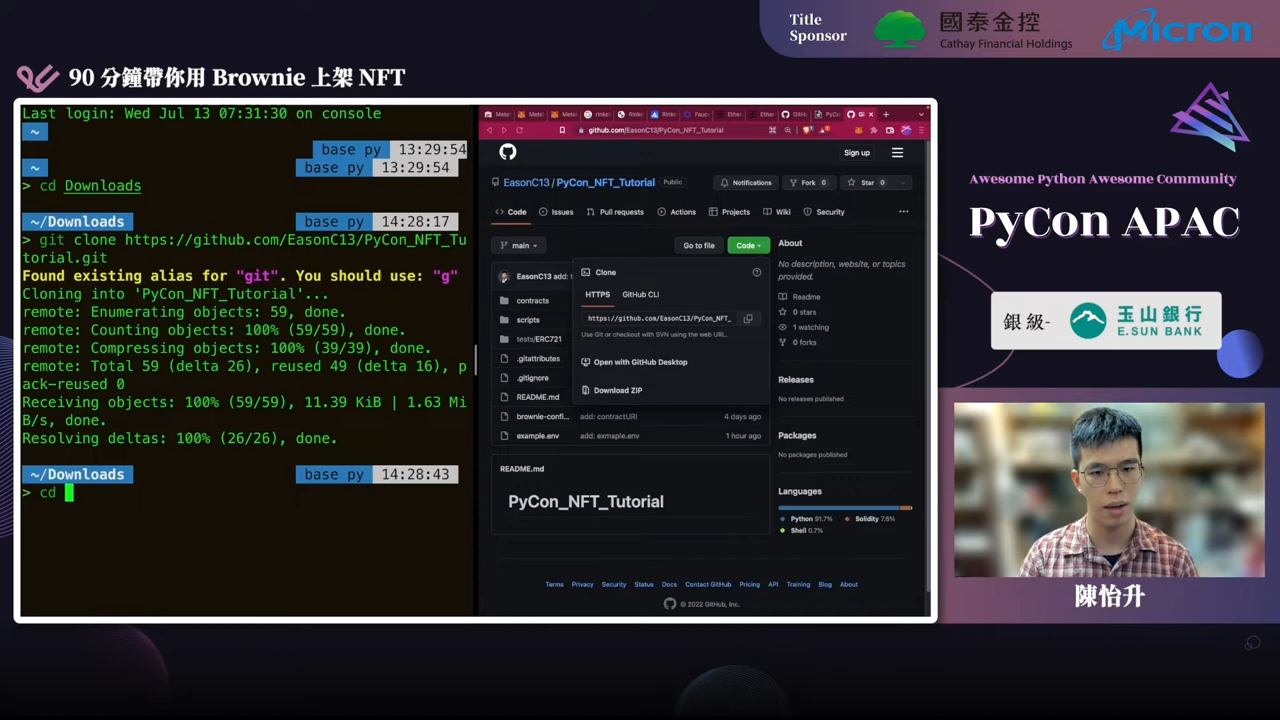 Title
Sponsor
國泰金控
Cathay Financial Holdings
Micron
90 分鐘帶你用 Brownie 上架 NFT
Last login: Wed Jul 13 07:31:30 on console
~
base py 13:29:54
~ base py 13:29:54
> cd Downloads
~/Downloads base py 14:28:17
> git clone https://github.com/EasonC13/PyCon_NFT_Tu
torial.git
Found existing alias for "git". You should use: "g"
Cloning into 'PyCon_NFT_Tutorial'...
remote: Enumerating objects: 59, done.
remote: Counting objects: 100% (59/59), done.
remote: Compressing objects: 100% (39/39), done.
remote: Total 59 (delta 26), reused 49 (delta 16), p
ack-reused 0
Receiving objects: 100% (59/59), 11.39 KiB | 1.63 Mi
B/s, done.
Resolving deltas: 100% (26/26), done.
~/Downloads base py 14:28:43
> cd
github.com/EasonC13/PyCon_NFT_Tutorial
Sign up
EasonC13 / PyCon_NFT_Tutorial Public
Notifications Fork 0 Star 0
Code Issues Pull requests Actions Projects Wiki Security
main Go to file Code
EasonC13 add:
contracts
scripts
tests/ERC721
.gitattributes
.gitignore
README.md
brownie-confi... add: contractURI 4 days ago
exmaple.env add: exmaple.env 1 hour ago
Clone
HTTPS GitHub CLI
https://github.com/EasonC13/PyCon_NFT_
Use Git or checkout with SVN using the web URL.
Open with GitHub Desktop
Download ZIP
README.md
PyCon_NFT_Tutorial
About
No description, website, or topics
provided.
Readme
0 stars
1 watching
0 forks
Releases
No releases published
Packages
No packages published
Languages
Python 91.7% Solidity 7.6%
Shell 0.7%
Terms Privacy Security Status Docs Contact GitHub Pricing API Training Blog About
© 2022 GitHub, Inc.
Awesome Python Awesome Community
PyCon APAC
銀級-
玉山銀行
E.SUN BANK
陳怡升